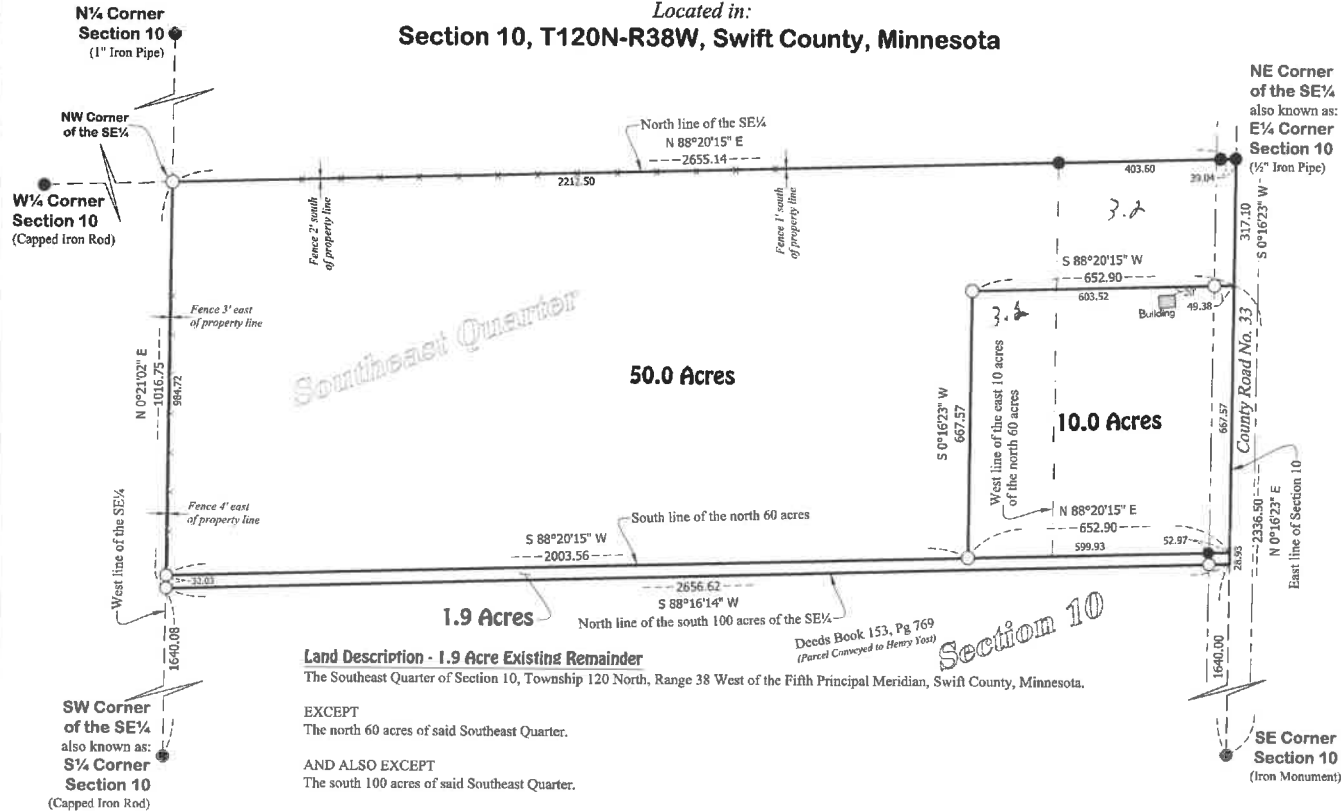 Located in:
Section 10, T120N-R38W, Swift County, Minnesota
N¼ Corner
Section 10
(1" Iron Pipe)
NW Corner
of the SE¼
W¼ Corner
Section 10
(Capped Iron Rod)
North line of the SE¼
N 88°20'15" E
2655.14
2212.50
403.60
39.04
NE Corner
of the SE¼
also known as:
E¼ Corner
Section 10
(½" Iron Pipe)
Fence 2' south
of property line
Fence 1' south
of property line
3.2
317.10
S 0°16'23" W
S 88°20'15" W
652.90
603.52
49.38
Building
Fence 3' east
of property line
N 0°21'02" E
1016.75
984.72
Southeast Quarter
50.0 Acres
S 0°16'23" W
667.57
West line of the east 10 acres
of the north 60 acres
10.0 Acres
667.57
County Road No. 33
2336.50
N 0°16'23" E
East line of Section 10
Fence 4' east
of property line
West line of the SE¼
South line of the north 60 acres
S 88°20'15" W
2003.56
N 88°20'15" E
652.90
599.93
52.97
28.93
32.03
2656.62
S 88°16'14" W
1.9 Acres
North line of the south 100 acres of the SE¼
Deeds Book 153, Pg 769
(Parcel Conveyed to Henry Yost)
Section 10
1640.08
1640.00
Land Description - 1.9 Acre Existing Remainder
The Southeast Quarter of Section 10, Township 120 North, Range 38 West of the Fifth Principal Meridian, Swift County, Minnesota.
EXCEPT
The north 60 acres of said Southeast Quarter.
AND ALSO EXCEPT
The south 100 acres of said Southeast Quarter.
SW Corner
of the SE¼
also known as:
S¼ Corner
Section 10
(Capped Iron Rod)
SE Corner
Section 10
(Iron Monument)